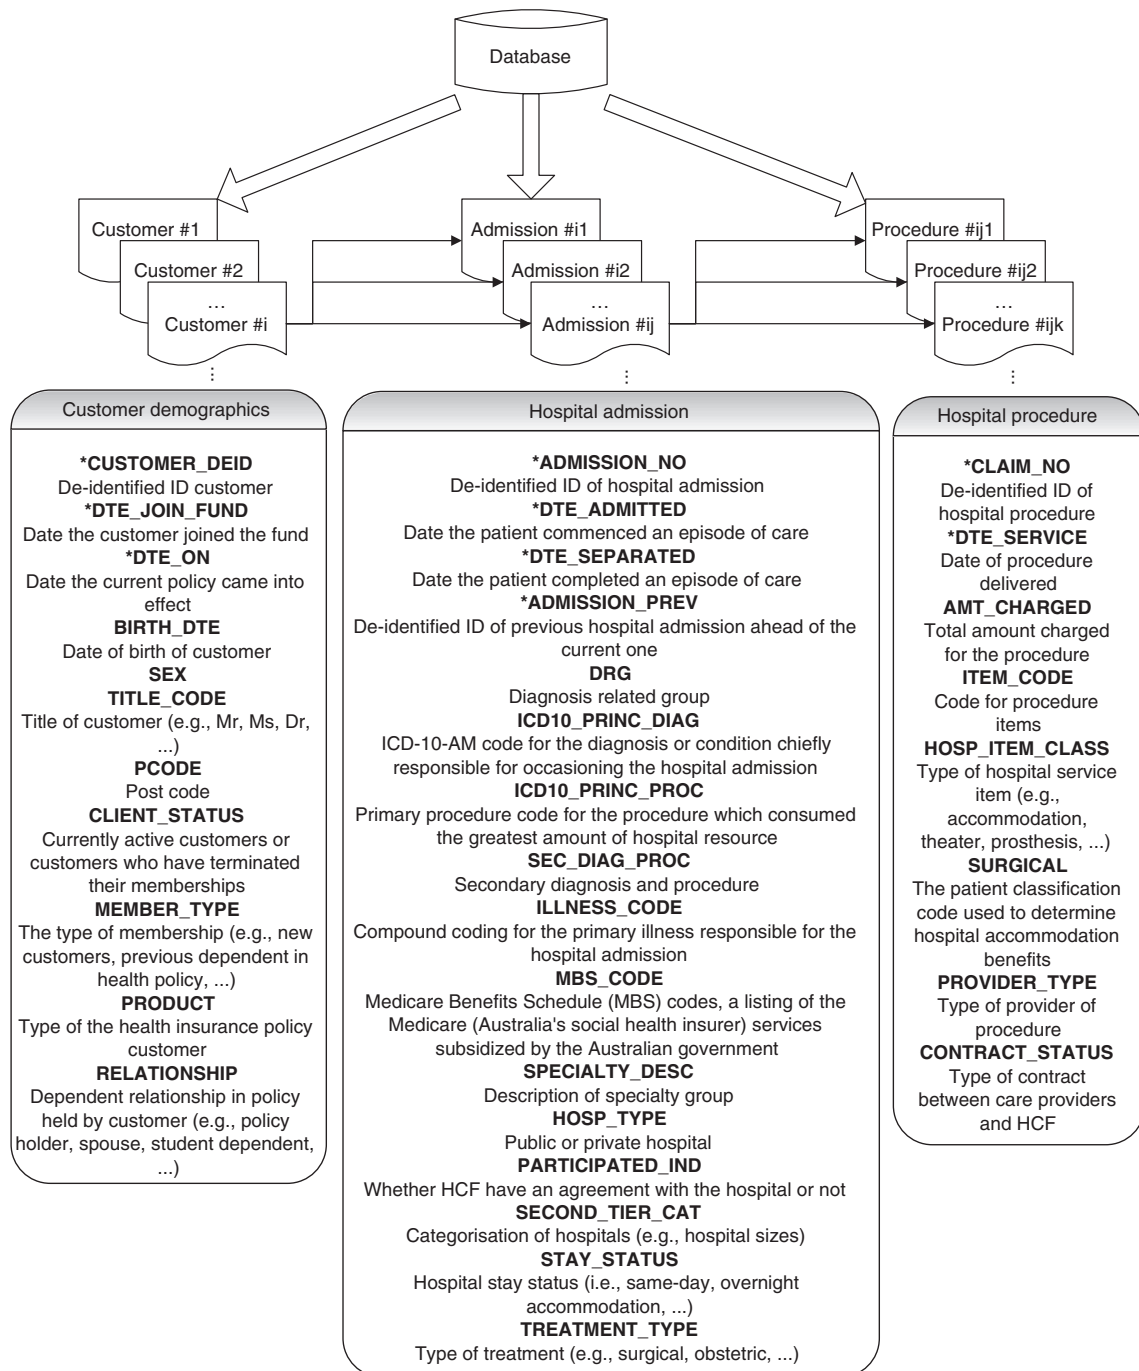 Database
Customer #1
Customer #2
...
Customer #i
Admission #i1
Admission #i2
...
Admission #ij
Procedure #ij1
Procedure #ij2
...
Procedure #ijk
...
...
...
Customer demographics
*CUSTOMER_DEID
De-identified ID customer
*DTE_JOIN_FUND
Date the customer joined the fund
*DTE_ON
Date the current policy came into
effect
BIRTH_DTE
Date of birth of customer
SEX
TITLE_CODE
Title of customer (e.g., Mr, Ms, Dr,
...)
PCODE
Post code
CLIENT_STATUS
Currently active customers or
customers who have terminated
their memberships
MEMBER_TYPE
The type of membership (e.g., new
customers, previous dependent in
health policy, ...)
PRODUCT
Type of the health insurance policy
customer
RELATIONSHIP
Dependent relationship in policy
held by customer (e.g., policy
holder, spouse, student dependent,
...)
Hospital admission
*ADMISSION_NO
De-identified ID of hospital admission
*DTE_ADMITTED
Date the patient commenced an episode of care
*DTE_SEPARATED
Date the patient completed an episode of care
*ADMISSION_PREV
De-identified ID of previous hospital admission ahead of the
current one
DRG
Diagnosis related group
ICD10_PRINC_DIAG
ICD-10-AM code for the diagnosis or condition chiefly
responsible for occasioning the hospital admission
ICD10_PRINC_PROC
Primary procedure code for the procedure which consumed
the greatest amount of hospital resource
SEC_DIAG_PROC
Secondary diagnosis and procedure
ILLNESS_CODE
Compound coding for the primary illness responsible for the
hospital admission
MBS_CODE
Medicare Benefits Schedule (MBS) codes, a listing of the
Medicare (Australia's social health insurer) services
subsidized by the Australian government
SPECIALTY_DESC
Description of specialty group
HOSP_TYPE
Public or private hospital
PARTICIPATED_IND
Whether HCF have an agreement with the hospital or not
SECOND_TIER_CAT
Categorisation of hospitals (e.g., hospital sizes)
STAY_STATUS
Hospital stay status (i.e., same-day, overnight
accommodation, ...)
TREATMENT_TYPE
Type of treatment (e.g., surgical, obstetric, ...)
Hospital procedure
*CLAIM_NO
De-identified ID of
hospital procedure
*DTE_SERVICE
Date of procedure
delivered
AMT_CHARGED
Total amount charged
for the procedure
ITEM_CODE
Code for procedure
items
HOSP_ITEM_CLASS
Type of hospital service
item (e.g.,
accommodation,
theater, prosthesis, ...)
SURGICAL
The patient classification
code used to determine
hospital accommodation
benefits
PROVIDER_TYPE
Type of provider of
procedure
CONTRACT_STATUS
Type of contract
between care providers
and HCF